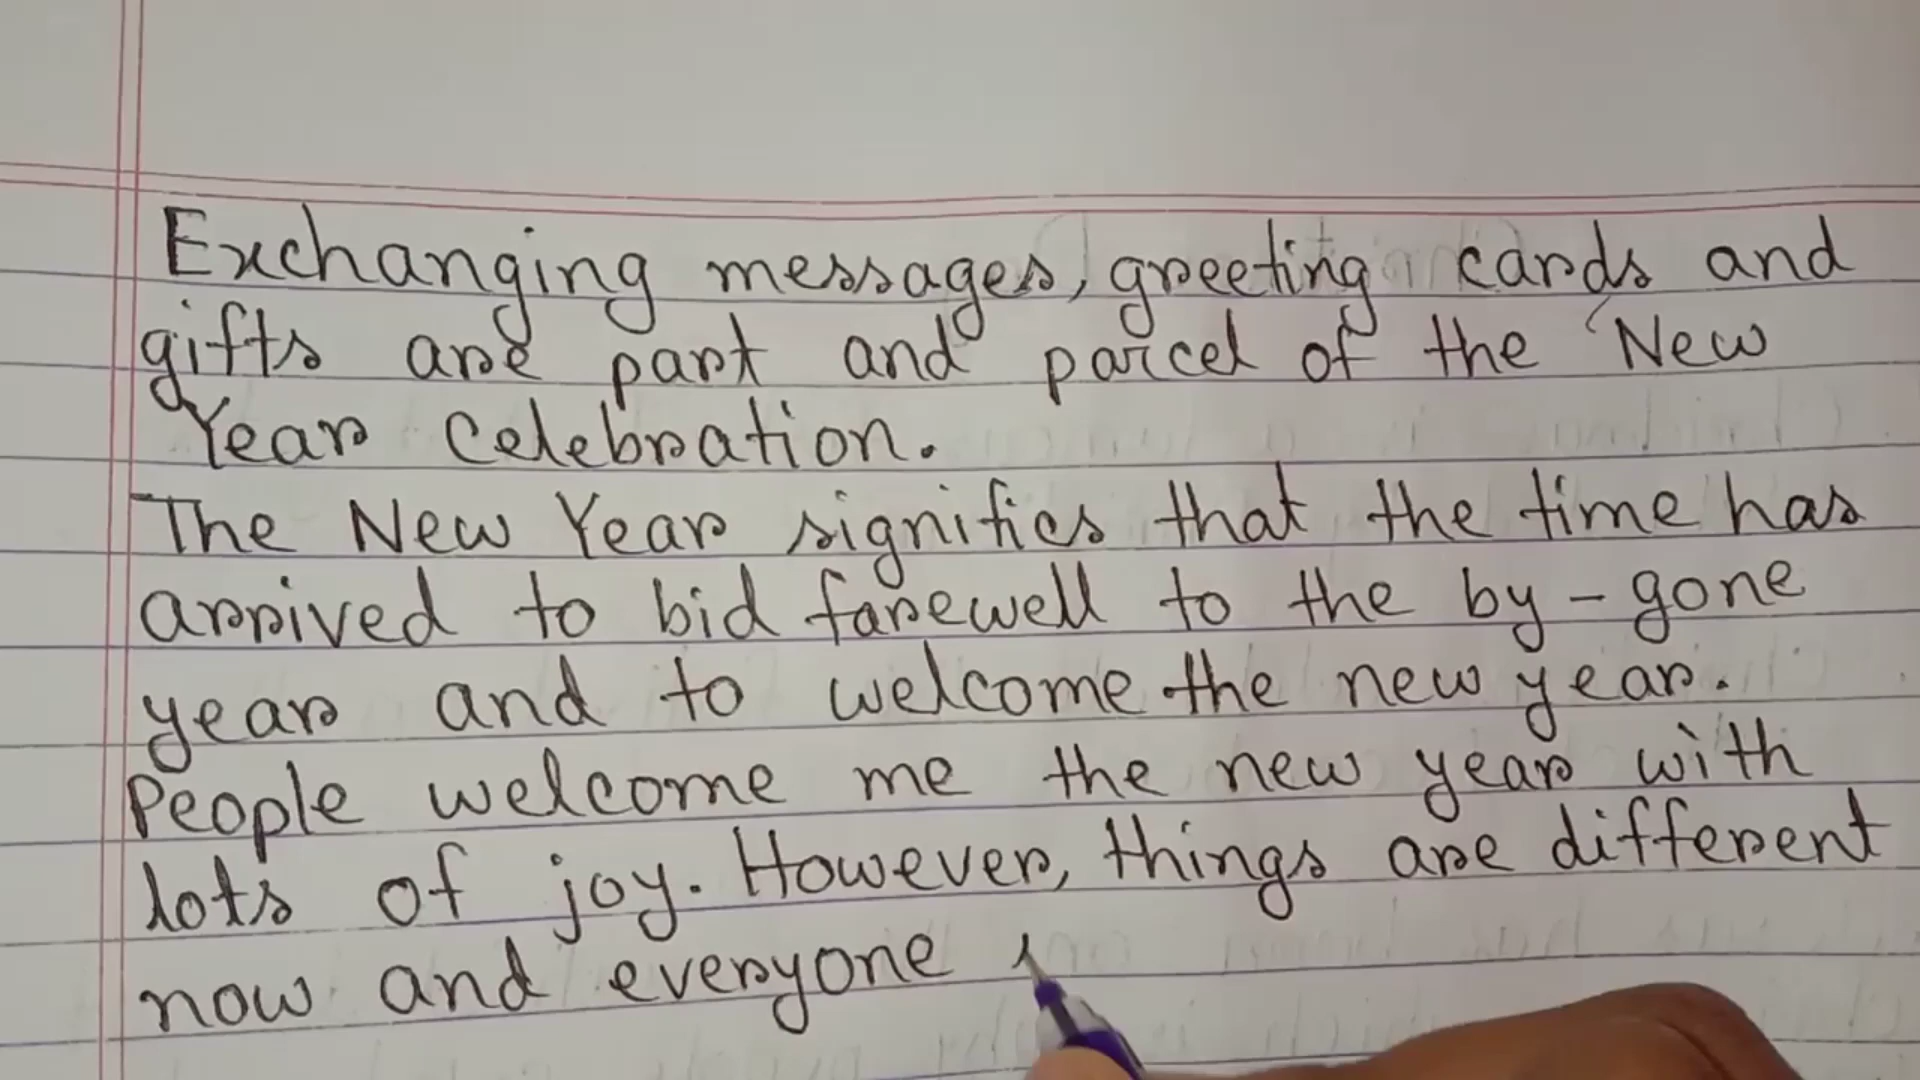 Exchanging messages, greeting cards and
gifts are part and parcel of the New
Year Celebration.
The New Year signifies that the time has
arrived to bid farewell to the by-gone
year and to welcome the new year.
People welcome me the new year with
lots of joy. However, things are different
now and everyone